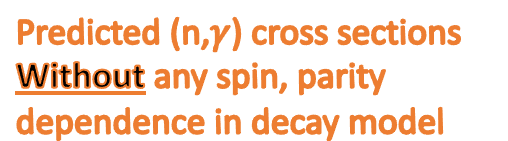 Predicted (n,γ) cross sections
Without any spin, parity
dependence in decay model